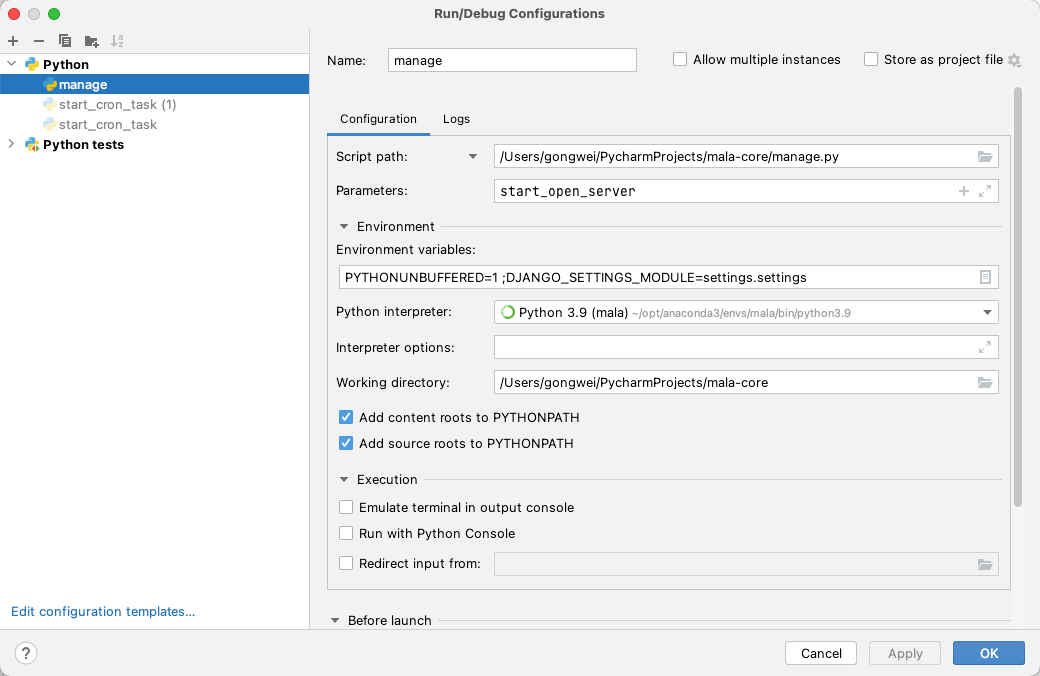 Run/Debug Configurations
Python
manage
start_cron_task (1)
start_cron_task
Python tests
Edit configuration templates...
Name:
manage
Allow multiple instances
Store as project file
Configuration
Logs
Script path:
/Users/gongwei/PycharmProjects/mala-core/manage.py
Parameters:
start_open_server
Environment
Environment variables:
PYTHONUNBUFFERED=1 ;DJANGO_SETTINGS_MODULE=settings.settings
Python interpreter:
Python 3.9 (mala) ~/opt/anaconda3/envs/mala/bin/python3.9
Interpreter options:
Working directory:
/Users/gongwei/PycharmProjects/mala-core
Add content roots to PYTHONPATH
Add source roots to PYTHONPATH
Execution
Emulate terminal in output console
Run with Python Console
Redirect input from:
Before launch
?
Cancel
Apply
OK